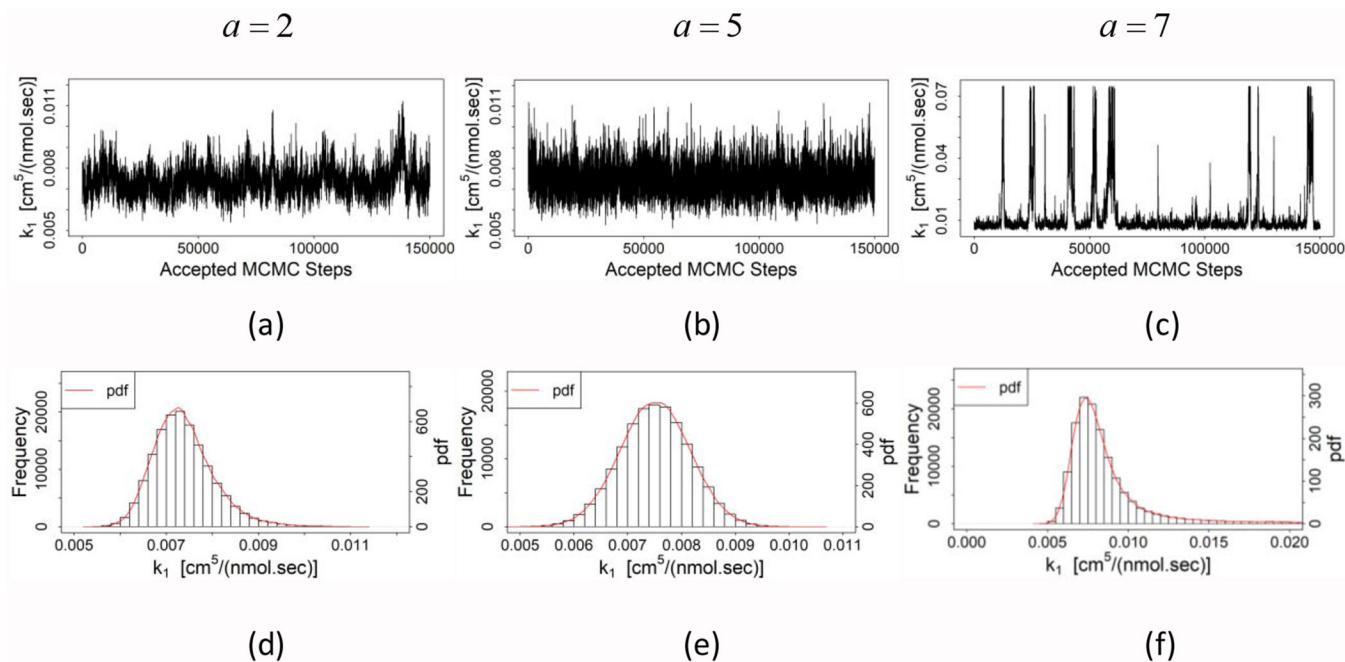 a = 2
a = 5
a = 7
k1 [cm5/(nmol.sec)]
0.005 0.008 0.011
0 50000 100000 150000
Accepted MCMC Steps
k1 [cm5/(nmol.sec)]
0.005 0.008 0.011
0 50000 100000 150000
Accepted MCMC Steps
k1 [cm5/(nmol.sec)]
0.01 0.04 0.07
0 50000 100000 150000
Accepted MCMC Steps
(a)
(b)
(c)
pdf
Frequency
0 10000 20000
0 200 400 600
pdf
0.005 0.007 0.009 0.011
k1 [cm5/(nmol.sec)]
pdf
Frequency
0 5000 10000 15000 20000
0 200 400 600
pdf
0.005 0.006 0.007 0.008 0.009 0.010 0.011
k1 [cm5/(nmol.sec)]
pdf
Frequency
0 10000 20000
0 50 100 200 300
pdf
0.000 0.005 0.010 0.015 0.020
k1 [cm5/(nmol.sec)]
(d)
(e)
(f)